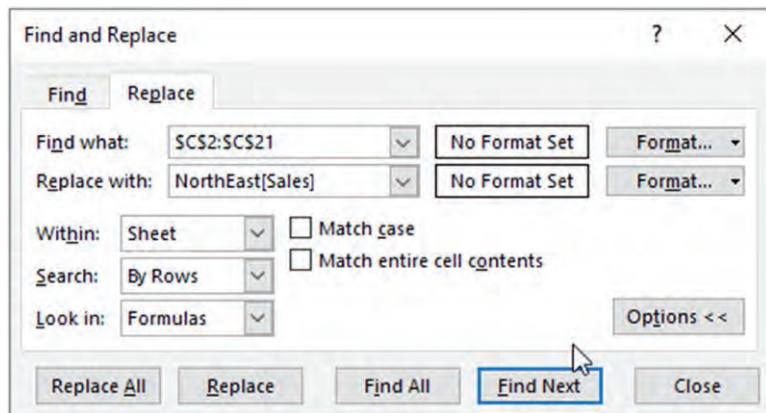 Find and Replace ? X
Find Replace
Find what: $C$2:$C$21 No Format Set Format...
Replace with: NorthEast[Sales] No Format Set Format...
Within: Sheet Match case
Search: By Rows Match entire cell contents
Look in: Formulas Options <<
Replace All Replace Find All Find Next Close